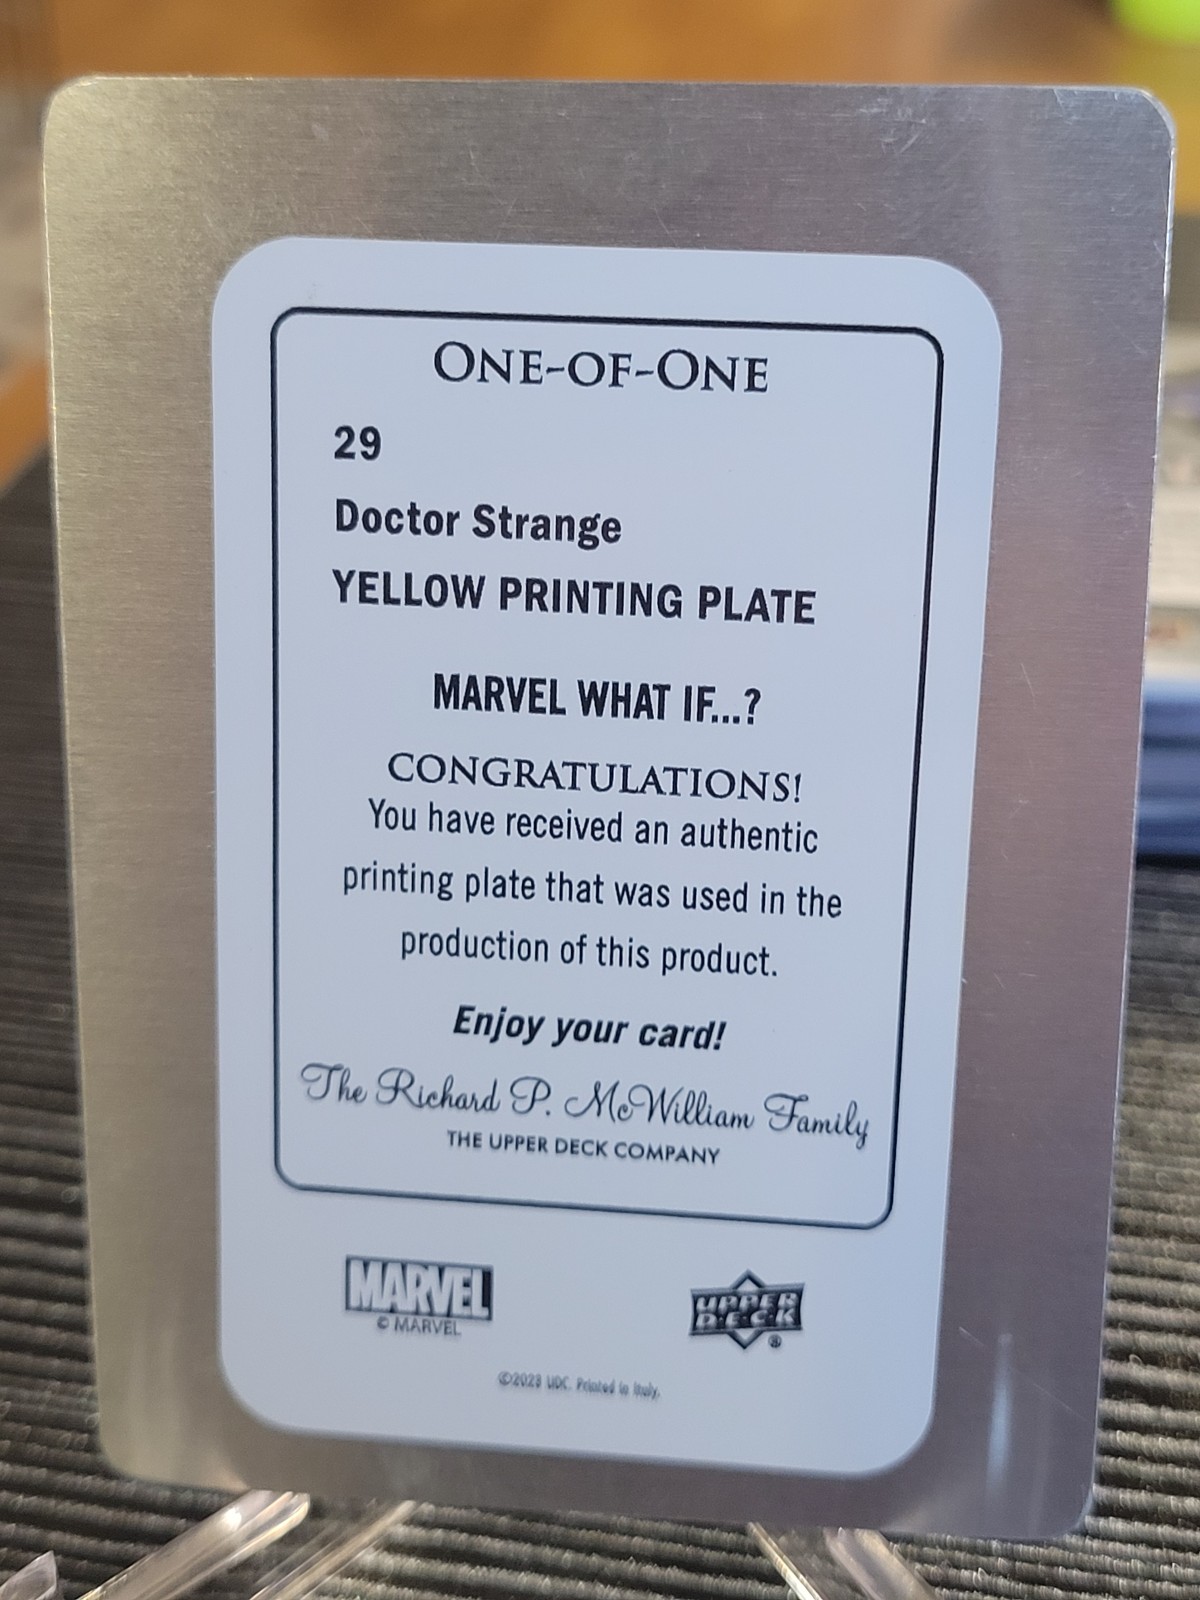 ONE-OF-ONE
29
Doctor Strange
YELLOW PRINTING PLATE
MARVEL WHAT IF...?
CONGRATULATIONS!
You have received an authentic
printing plate that was used in the
production of this product.
Enjoy your card!
The Richard P. McWilliam Family
THE UPPER DECK COMPANY
MARVEL
© MARVEL
UPPER
DECK
®
©2023 UDC. Printed in Italy.